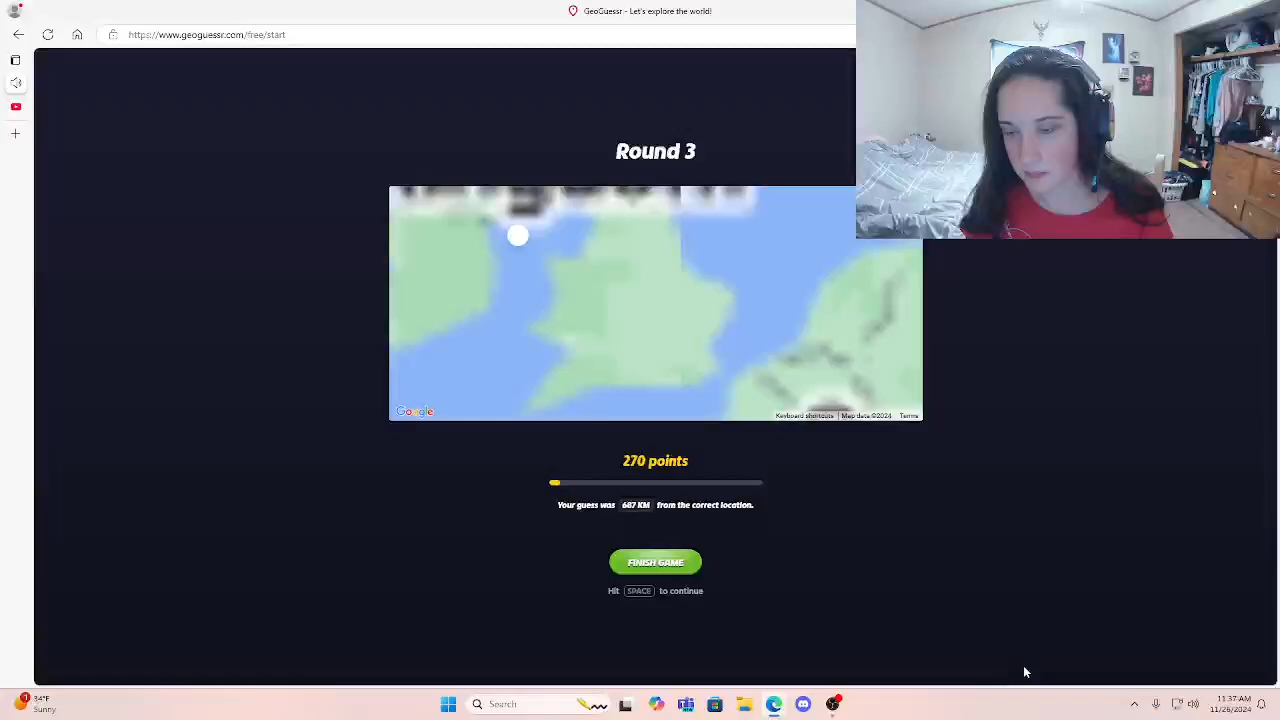 GeoGuessr - Let's explore the world!
https://www.geoguessr.com/free/start
Round 3
Google
Keyboard shortcuts
Map data ©2024
Terms
270 points
Your guess was 687 KM from the correct location.
FINISH GAME
Hit SPACE to continue
34°F
Sunny
Search
11:37 AM
11/26/2024